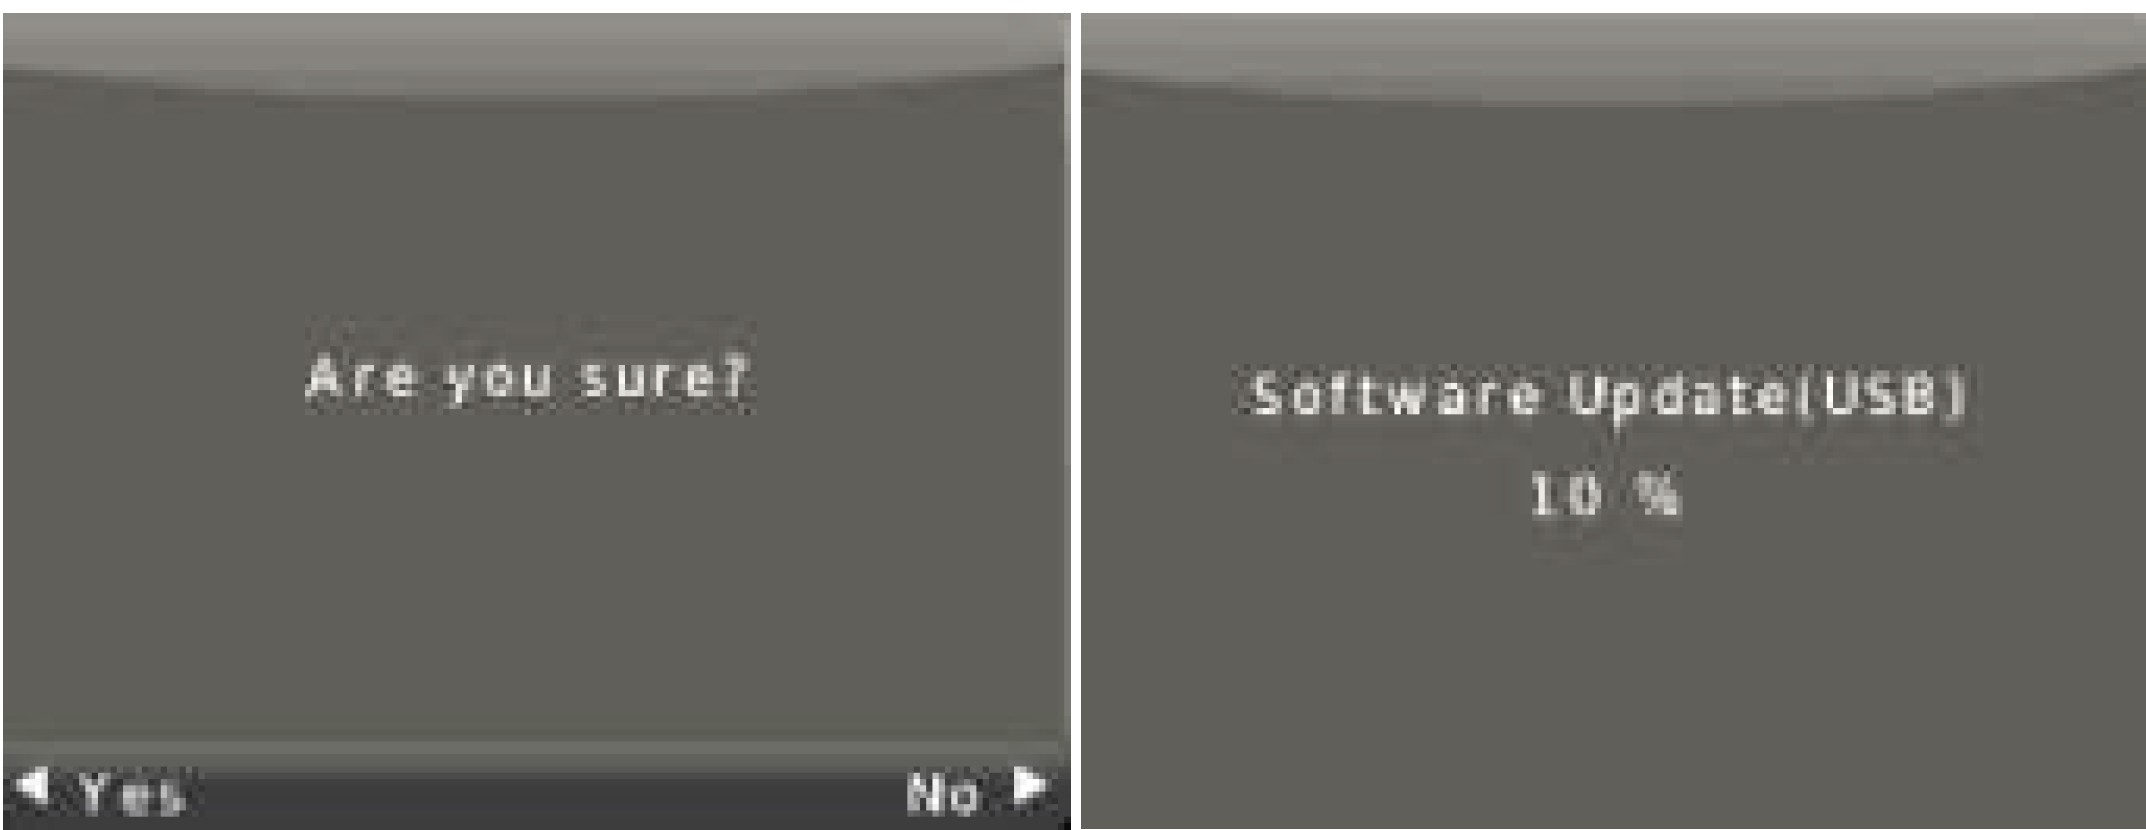 Are you sure?
◀ Yes No ▶
Software Update(USB)
10 %